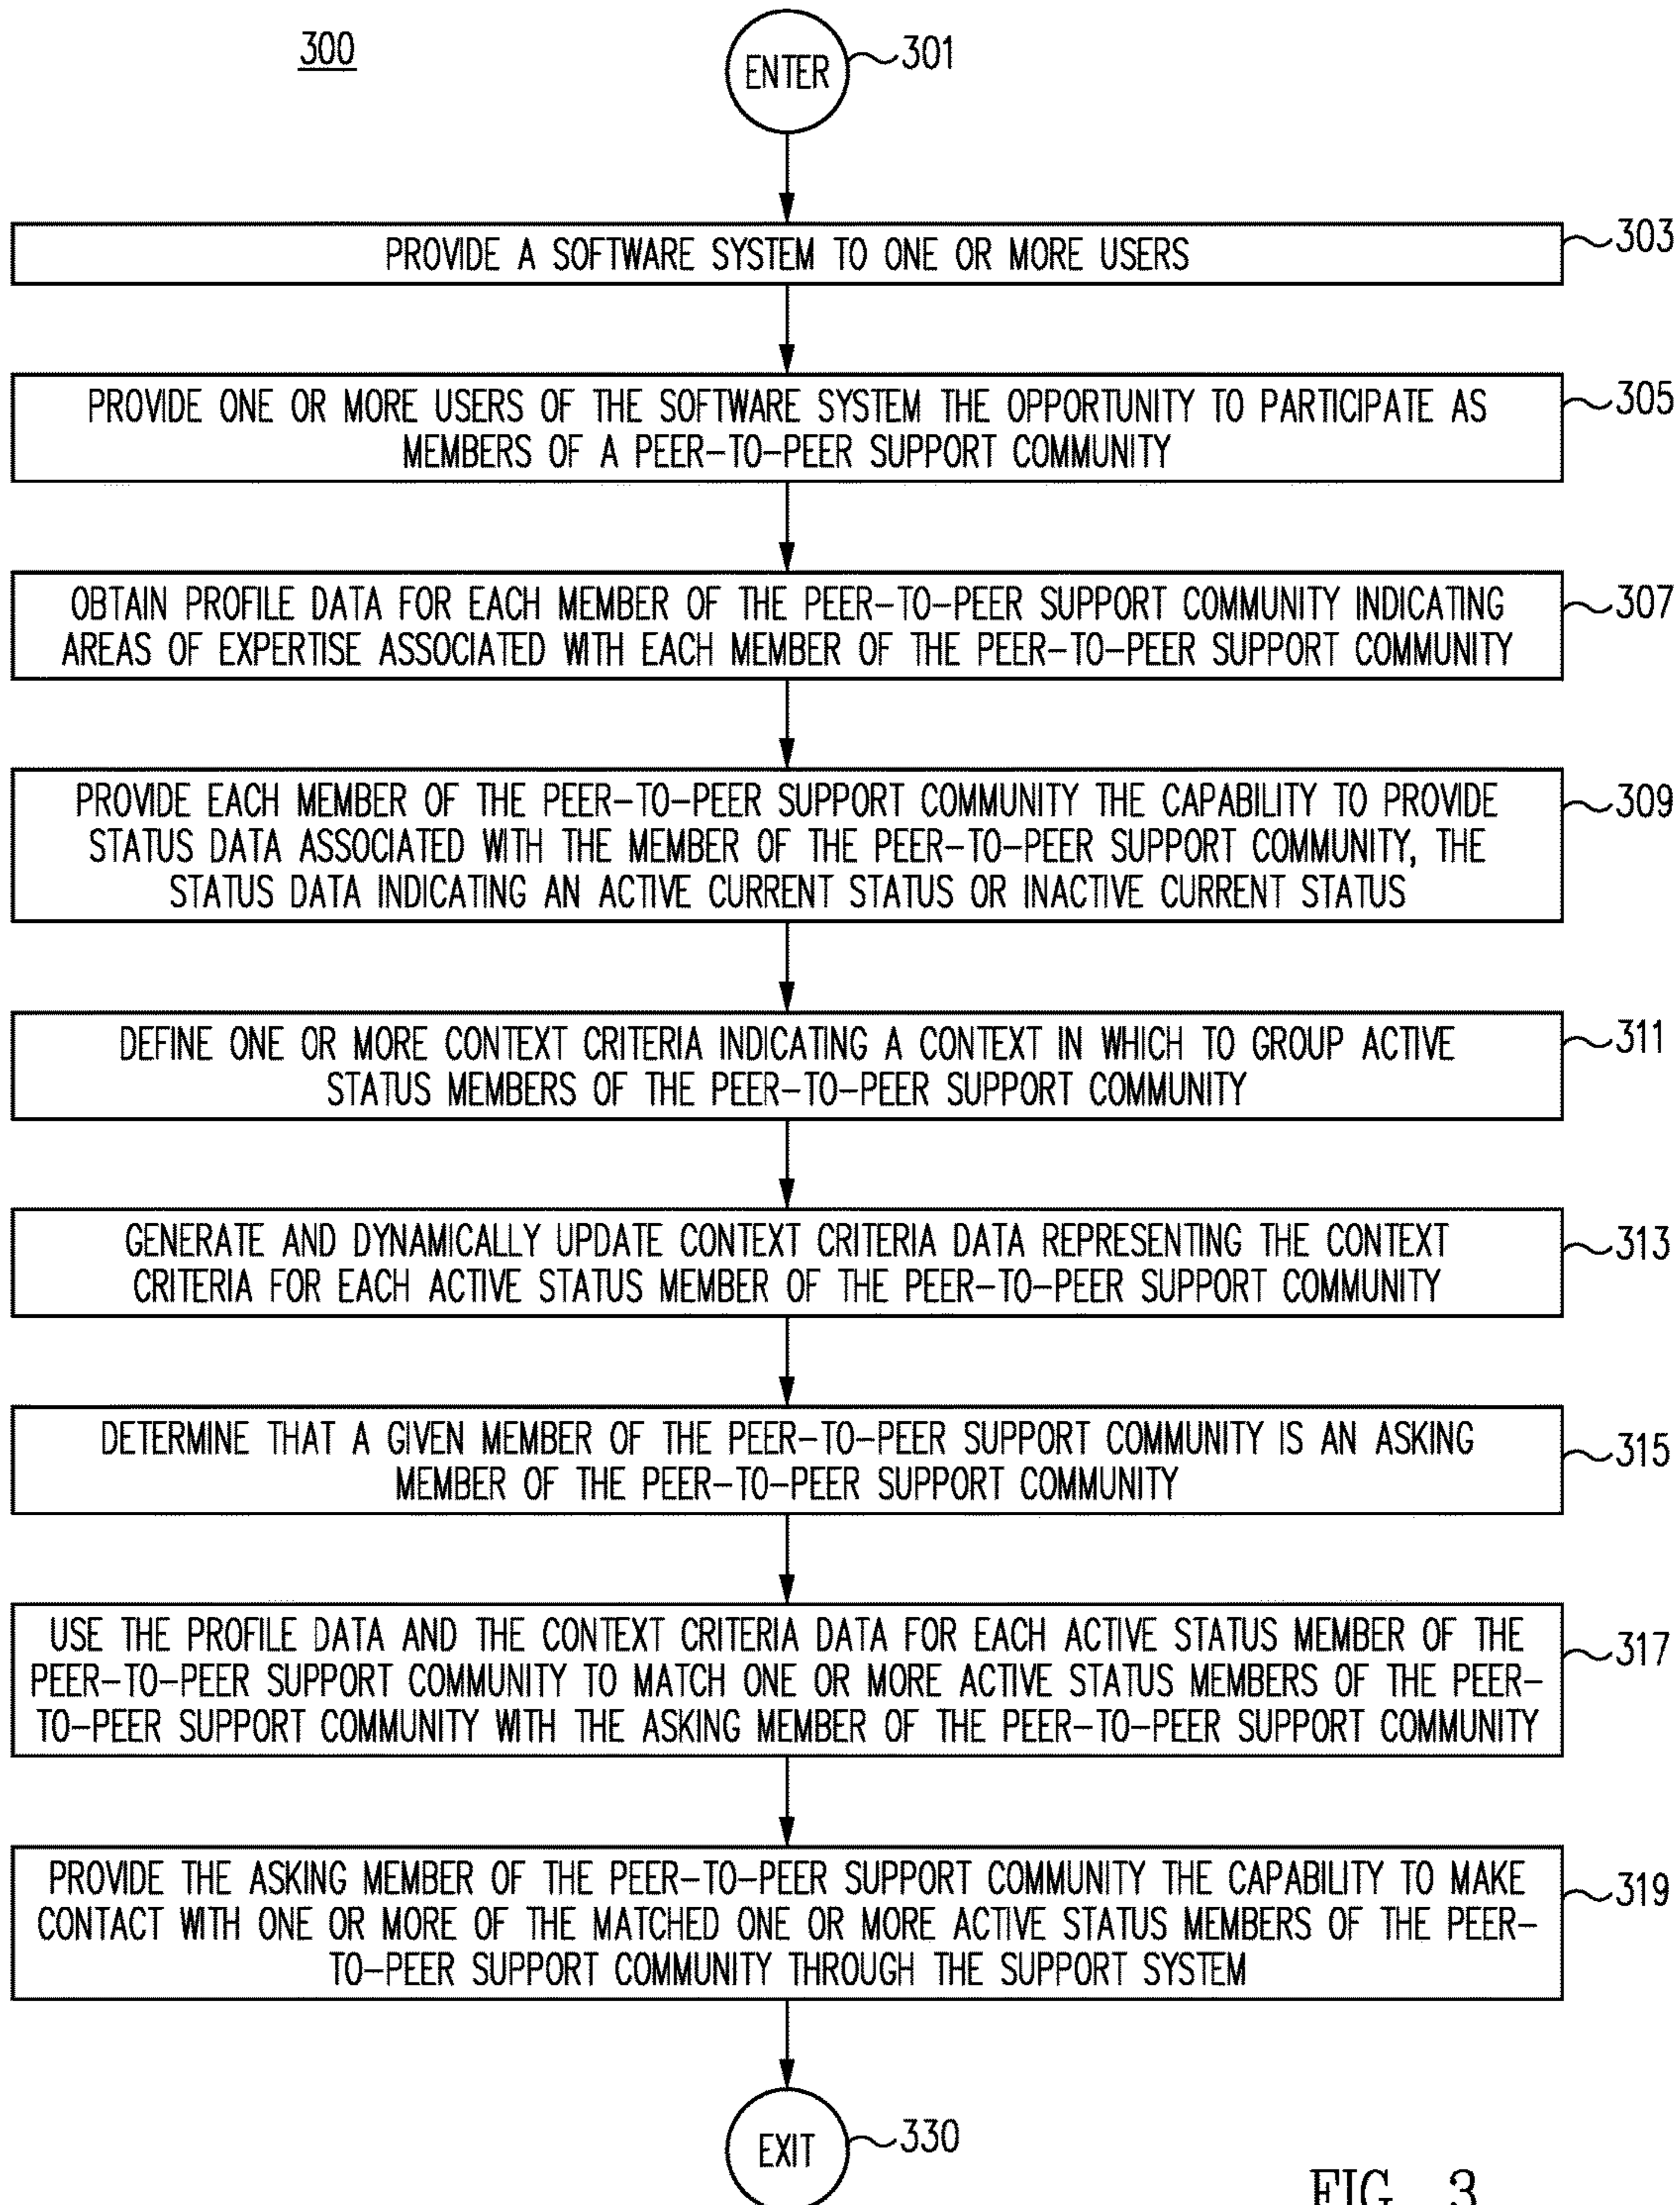 300
ENTER
301
PROVIDE A SOFTWARE SYSTEM TO ONE OR MORE USERS
303
PROVIDE ONE OR MORE USERS OF THE SOFTWARE SYSTEM THE OPPORTUNITY TO PARTICIPATE AS
MEMBERS OF A PEER-TO-PEER SUPPORT COMMUNITY
305
OBTAIN PROFILE DATA FOR EACH MEMBER OF THE PEER-TO-PEER SUPPORT COMMUNITY INDICATING
AREAS OF EXPERTISE ASSOCIATED WITH EACH MEMBER OF THE PEER-TO-PEER SUPPORT COMMUNITY
307
PROVIDE EACH MEMBER OF THE PEER-TO-PEER SUPPORT COMMUNITY THE CAPABILITY TO PROVIDE
STATUS DATA ASSOCIATED WITH THE MEMBER OF THE PEER-TO-PEER SUPPORT COMMUNITY, THE
STATUS DATA INDICATING AN ACTIVE CURRENT STATUS OR INACTIVE CURRENT STATUS
309
DEFINE ONE OR MORE CONTEXT CRITERIA INDICATING A CONTEXT IN WHICH TO GROUP ACTIVE
STATUS MEMBERS OF THE PEER-TO-PEER SUPPORT COMMUNITY
311
GENERATE AND DYNAMICALLY UPDATE CONTEXT CRITERIA DATA REPRESENTING THE CONTEXT
CRITERIA FOR EACH ACTIVE STATUS MEMBER OF THE PEER-TO-PEER SUPPORT COMMUNITY
313
DETERMINE THAT A GIVEN MEMBER OF THE PEER-TO-PEER SUPPORT COMMUNITY IS AN ASKING
MEMBER OF THE PEER-TO-PEER SUPPORT COMMUNITY
315
USE THE PROFILE DATA AND THE CONTEXT CRITERIA DATA FOR EACH ACTIVE STATUS MEMBER OF THE
PEER-TO-PEER SUPPORT COMMUNITY TO MATCH ONE OR MORE ACTIVE STATUS MEMBERS OF THE PEER-
TO-PEER SUPPORT COMMUNITY WITH THE ASKING MEMBER OF THE PEER-TO-PEER SUPPORT COMMUNITY
317
PROVIDE THE ASKING MEMBER OF THE PEER-TO-PEER SUPPORT COMMUNITY THE CAPABILITY TO MAKE
CONTACT WITH ONE OR MORE OF THE MATCHED ONE OR MORE ACTIVE STATUS MEMBERS OF THE PEER-
TO-PEER SUPPORT COMMUNITY THROUGH THE SUPPORT SYSTEM
319
EXIT
330
FIG. 3